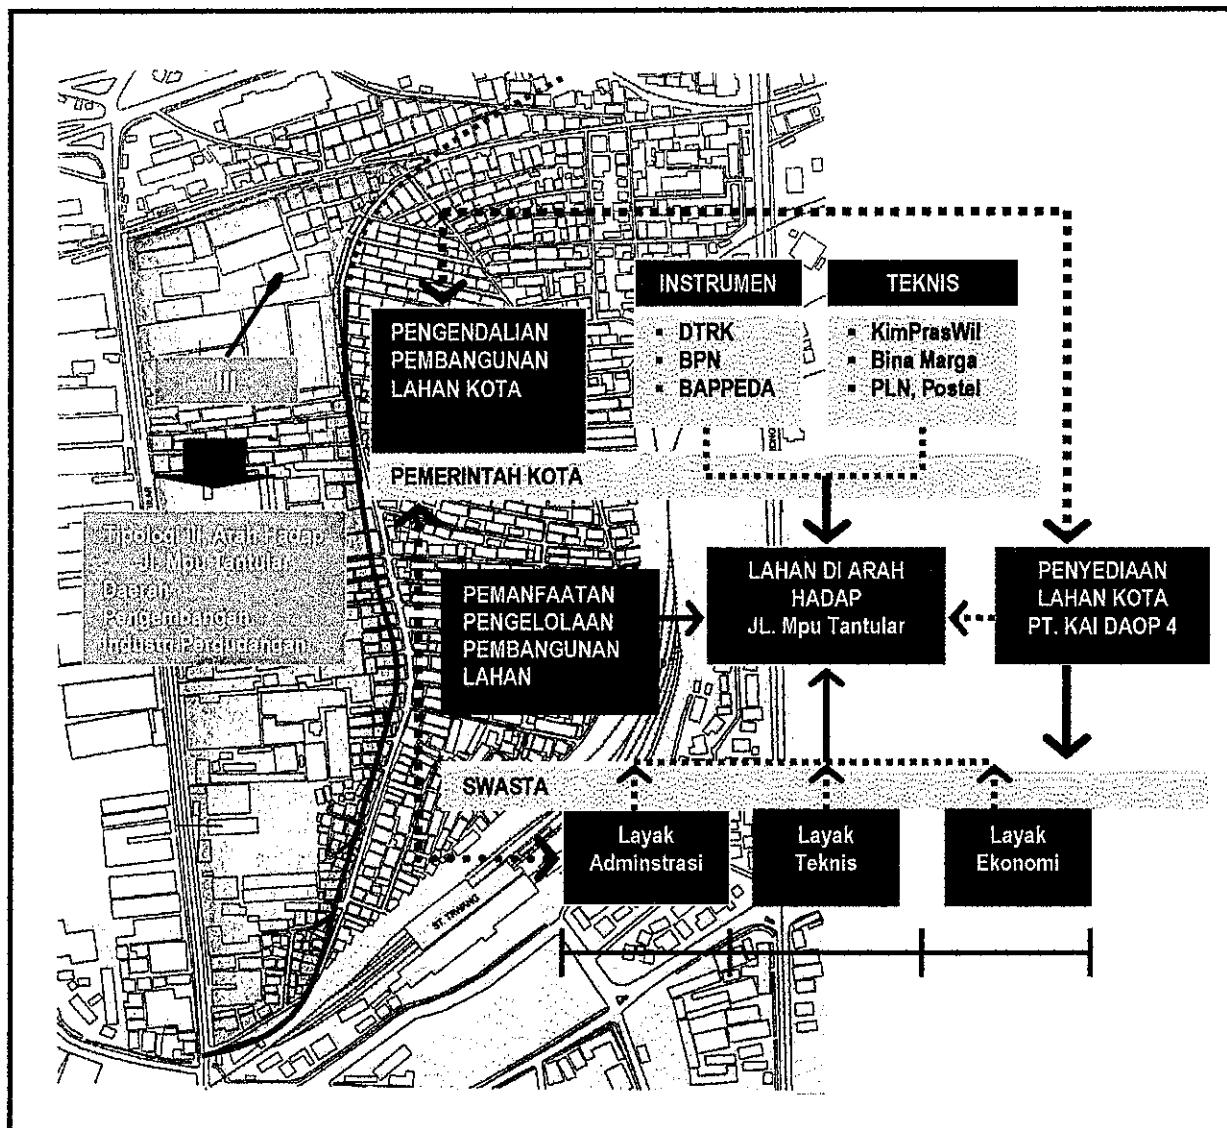 INSTRUMEN
TEKNIS
PENGENDALIAN
PEMBANGUNAN
LAHAN KOTA
▪ DTRK
▪ BPN
▪ BAPPEDA
▪ KimPrasWil
▪ Bina Marga
▪ PLN, Postel
III
PEMERINTAH KOTA
Tipologi III. Arah Hadap
Jl. Mpu Tantular
Daerah
Pengembangan
Industri Pergudangan
PEMANFAATAN
PENGELOLAAN
PEMBANGUNAN
LAHAN
LAHAN DI ARAH
HADAP
JL. Mpu Tantular
PENYEDIAAN
LAHAN KOTA
PT. KAI DAOP 4
SWASTA
Layak
Adminstrasi
Layak
Teknis
Layak
Ekonomi
ST. TAWANG